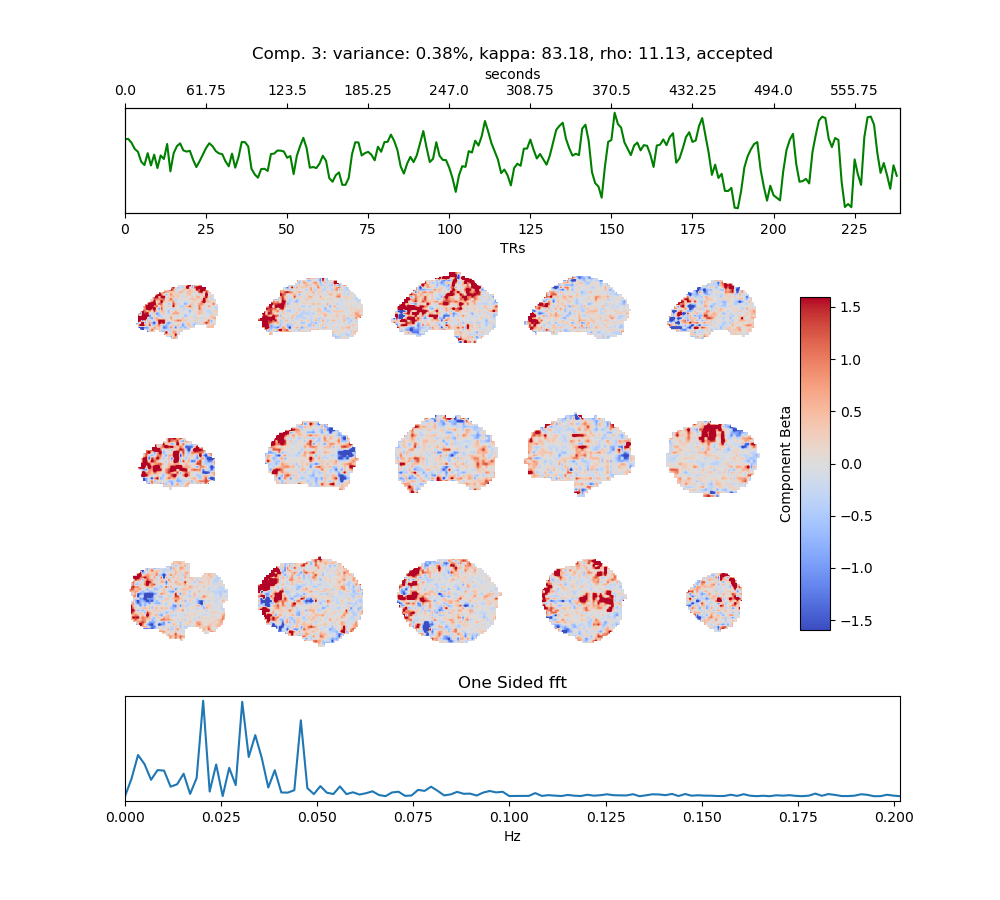 Comp. 3: variance: 0.38%, kappa: 83.18, rho: 11.13, accepted
seconds
0.0 61.75 123.5 185.25 247.0 308.75 370.5 432.25 494.0 555.75
0 25 50 75 100 125 150 175 200 225
TRs
1.5
1.0
0.5
0.0
−0.5
−1.0
−1.5
Component Beta
One Sided fft
0.000 0.025 0.050 0.075 0.100 0.125 0.150 0.175 0.200
Hz